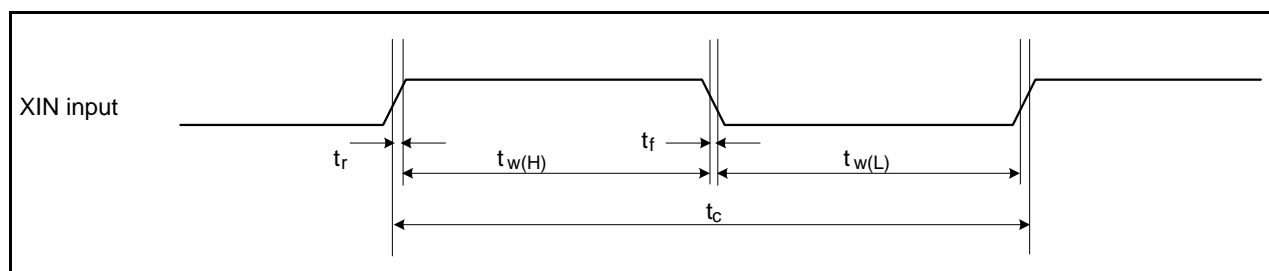 XIN input
tr
tw(H)
tf
tw(L)
tc